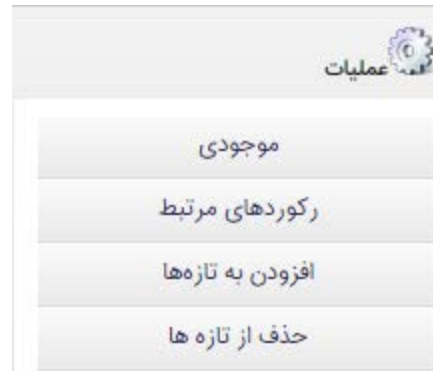 عملیات
موجودی
رکوردهای مرتبط
افزودن به تازه‌ها
حذف از تازه ها